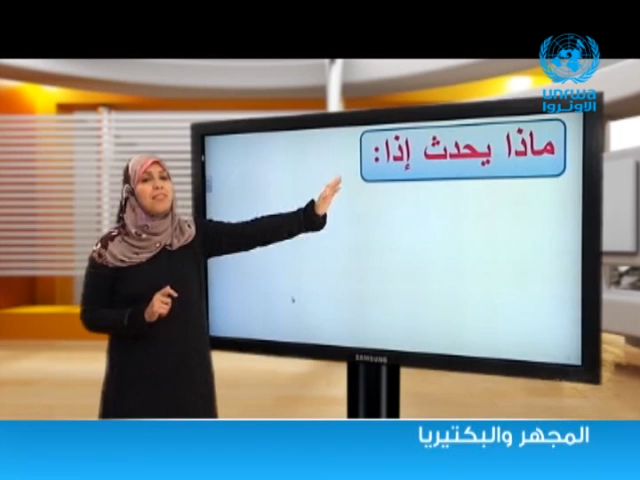 unrwa
الأونروا
ماذا يحدث إذا:
SAMSUNG
المجهر والبكتيريا